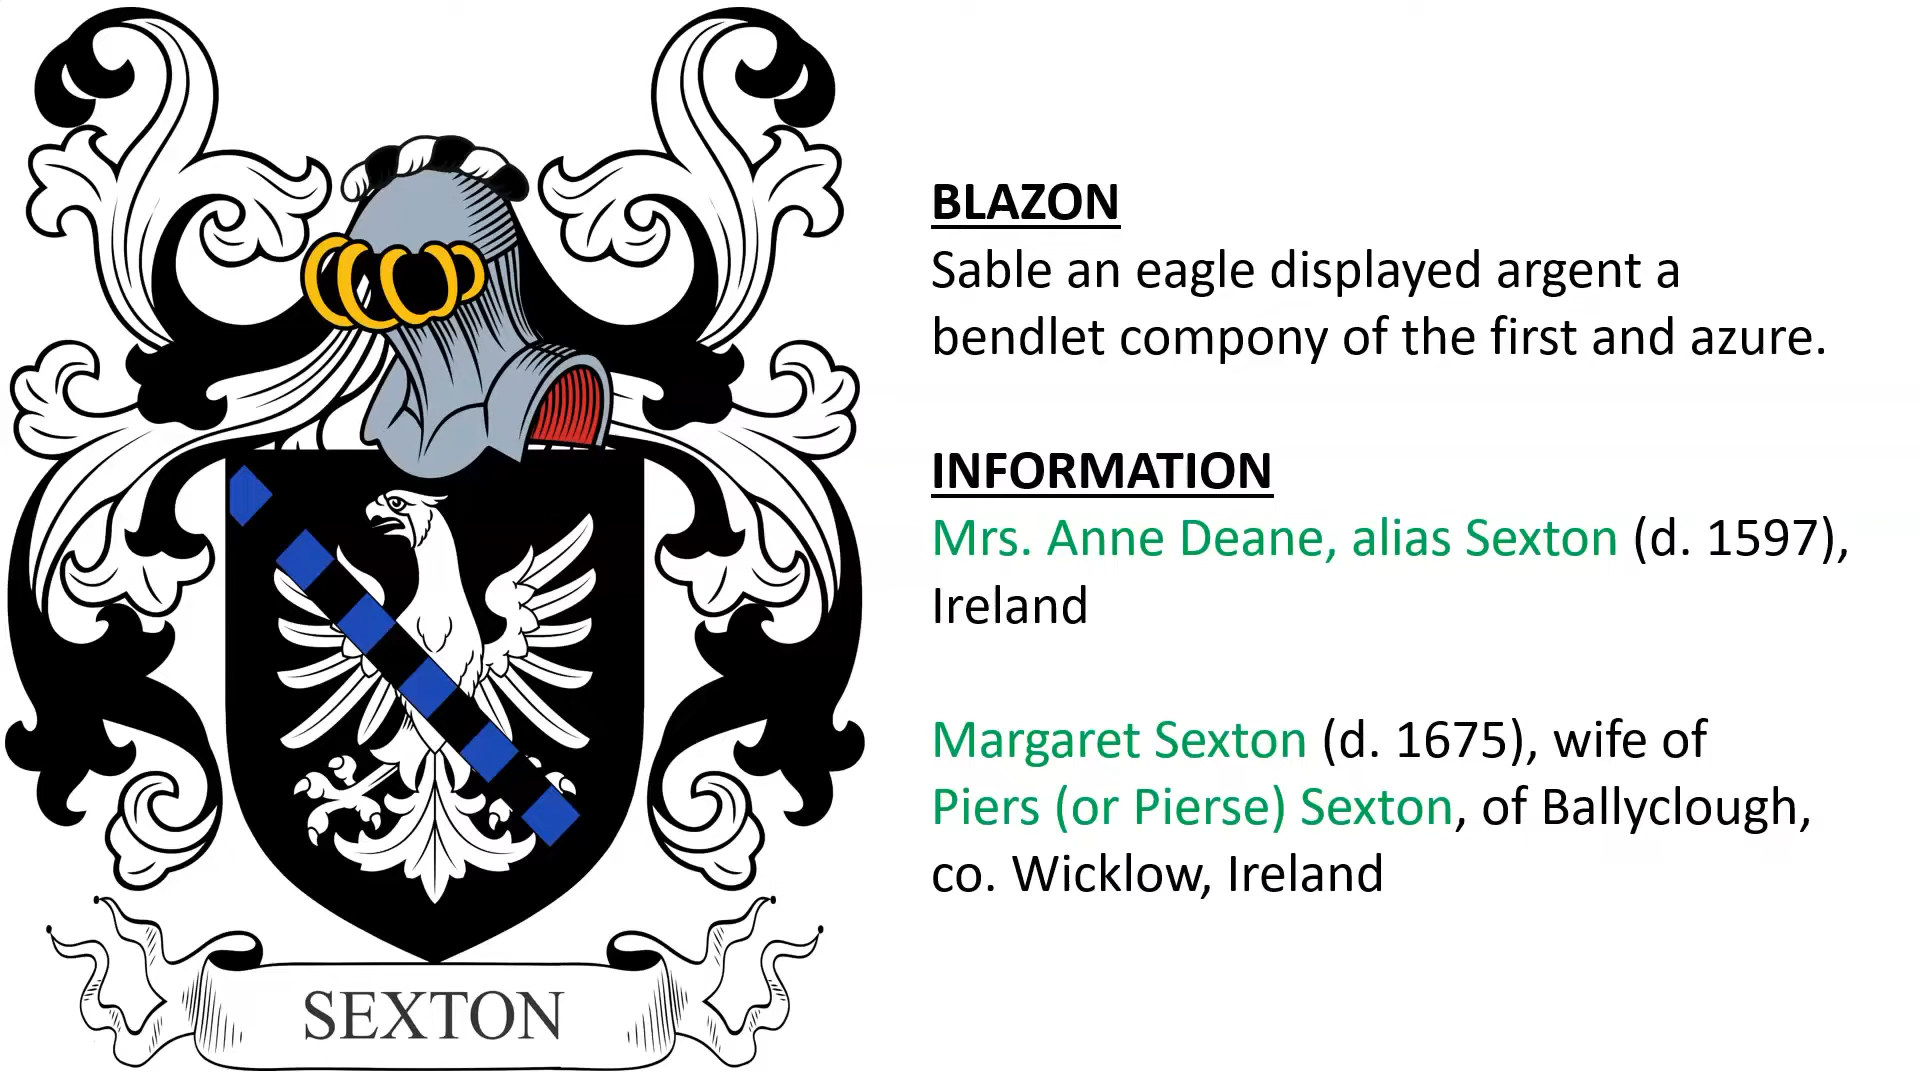 BLAZON
Sable an eagle displayed argent a
bendlet compony of the first and azure.
INFORMATION
Mrs. Anne Deane, alias Sexton (d. 1597),
Ireland
Margaret Sexton (d. 1675), wife of
Piers (or Pierse) Sexton, of Ballyclough,
co. Wicklow, Ireland
SEXTON